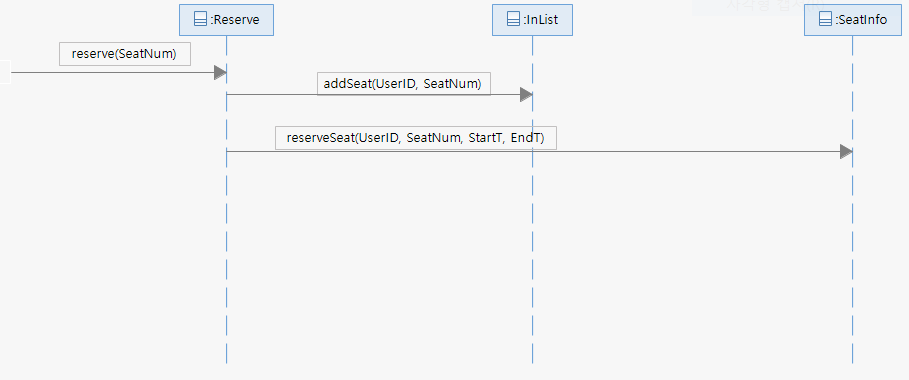 :Reserve
:InList
:SeatInfo
reserve(SeatNum)
addSeat(UserID, SeatNum)
reserveSeat(UserID, SeatNum, StartT, EndT)